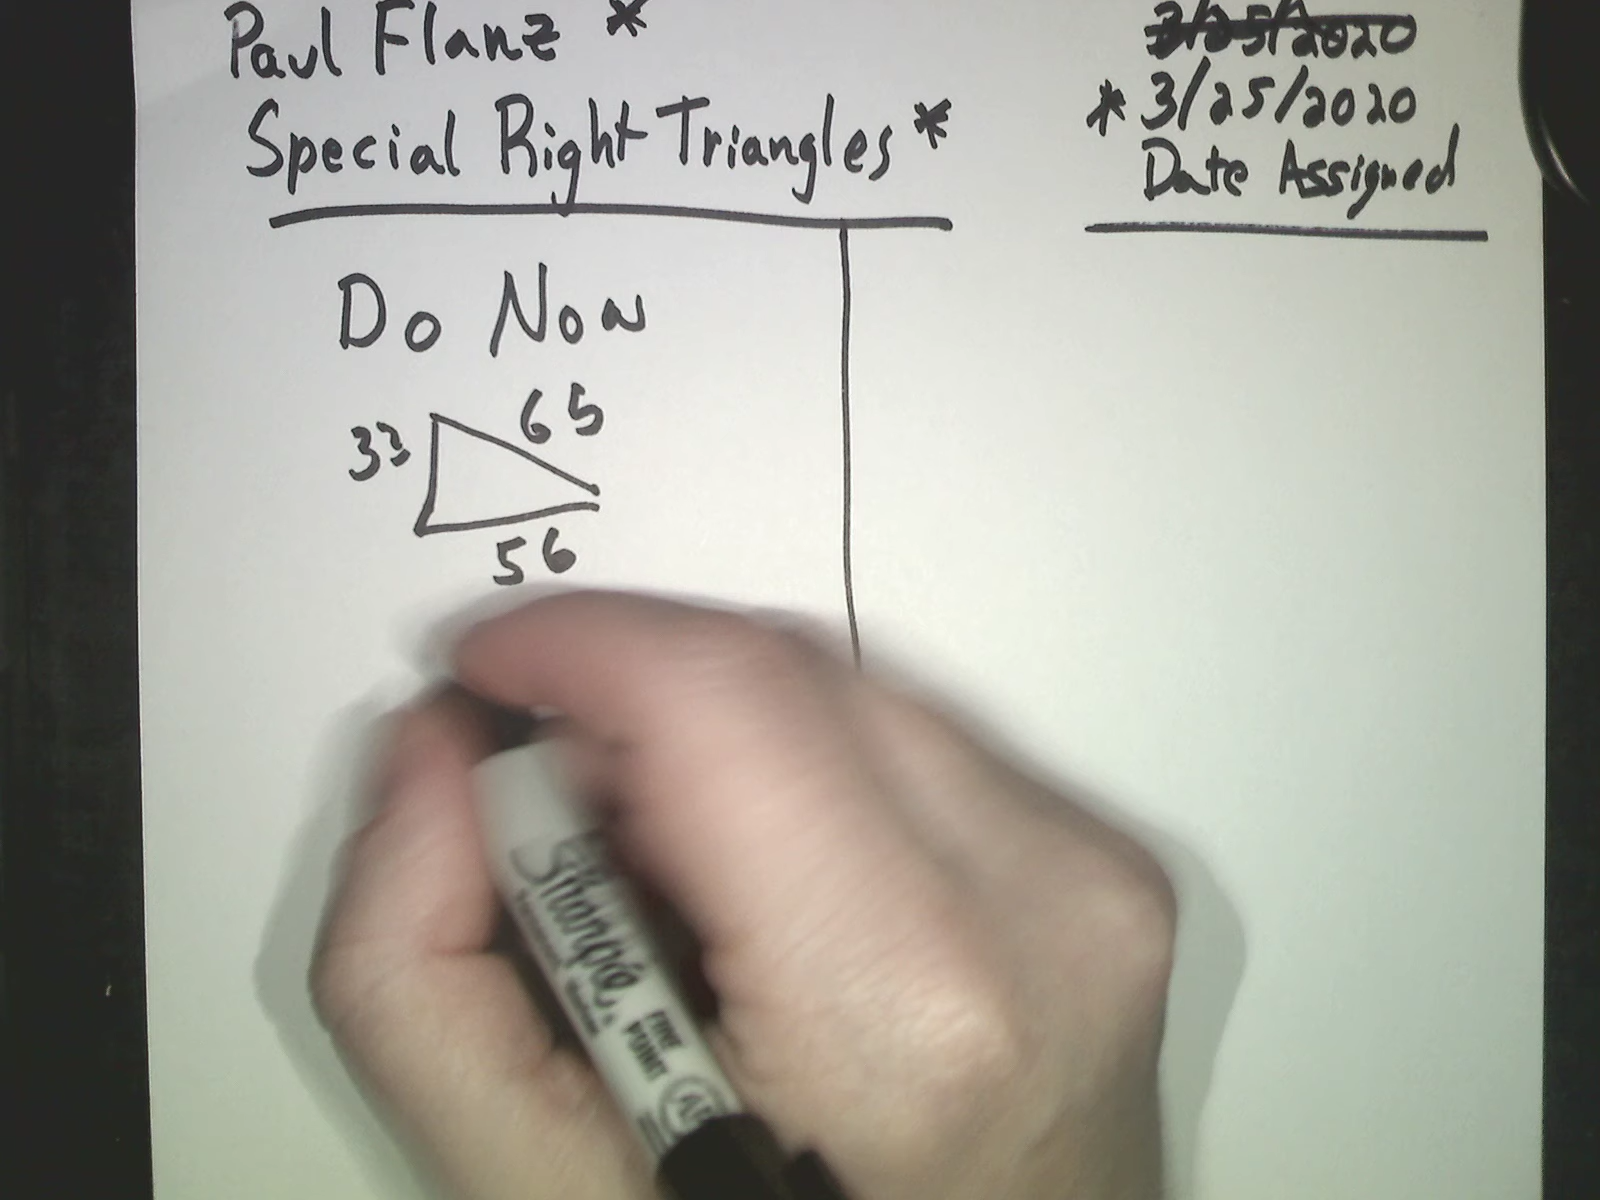 Paul Flanz *
Special Right Triangles *
3/25/2020
* 3/25/2020
Date Assigned
Do Now
33
65
56
Sharpie
FINE
POINT
AP